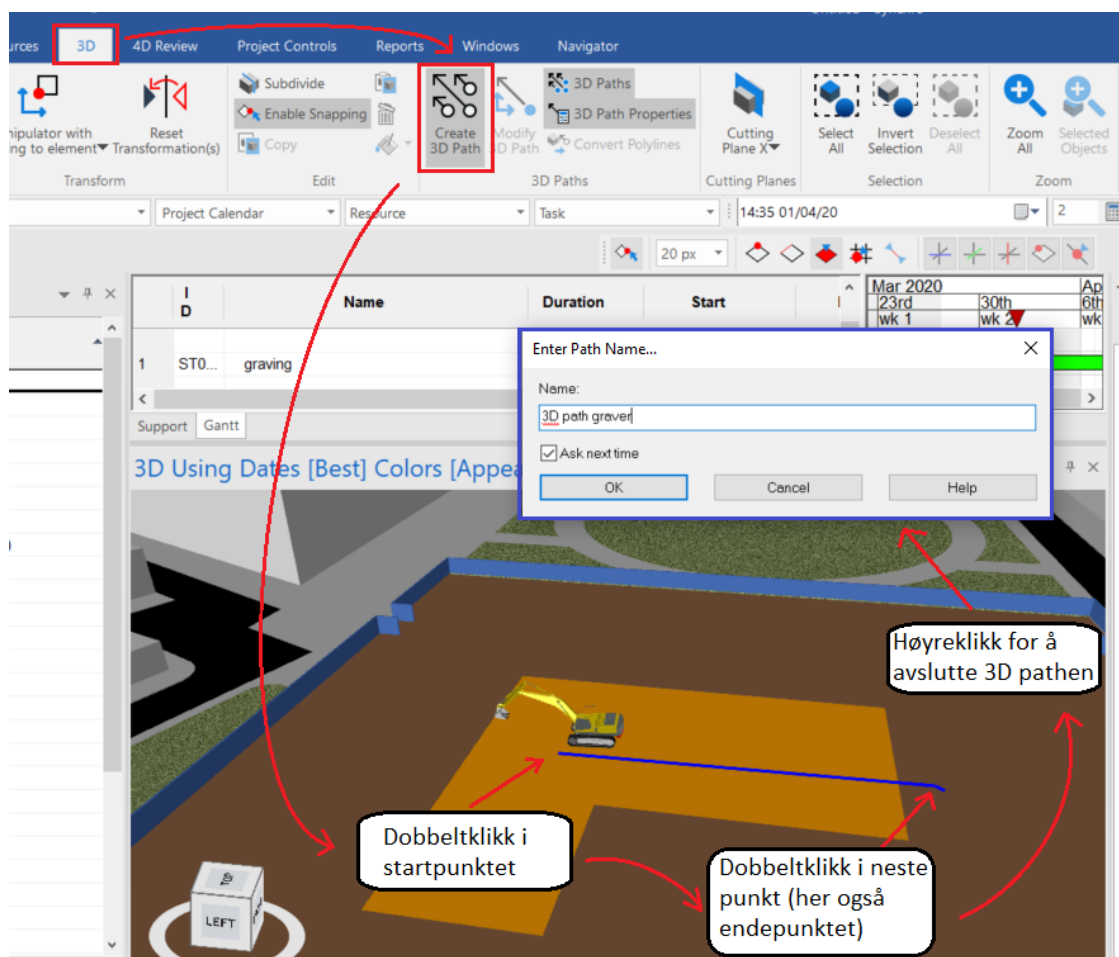 3D 4D Review Project Controls Reports Windows Navigator
Subdivide
Enable Snapping
Copy
with
to element
Reset
Transformation(s)
Create
3D Path
Modify
3D Path
3D Paths
3D Path Properties
Convert Polylines
Cutting
Plane X
Select
All
Invert
Selection
Deselect
All
Zoom
All
Selected
Objects
Transform Edit 3D Paths Cutting Planes Selection Zoom
Project Calendar Resource Task 14:35 01/04/20 2
20 px
I
D
Name Duration Start
Mar 2020
23rd 30th 6th
wk 1 wk 2 wk
1 ST0... graving
Support Gantt
Enter Path Name...
Name:
3D path graver
Ask next time
OK Cancel Help
3D Using Dates [Best] Colors [Appea
Høyreklikk for å
avslutte 3D pathen
Dobbeltklikk i
startpunktet
Dobbeltklikk i neste
punkt (her også
endepunktet)
TOP
LEFT